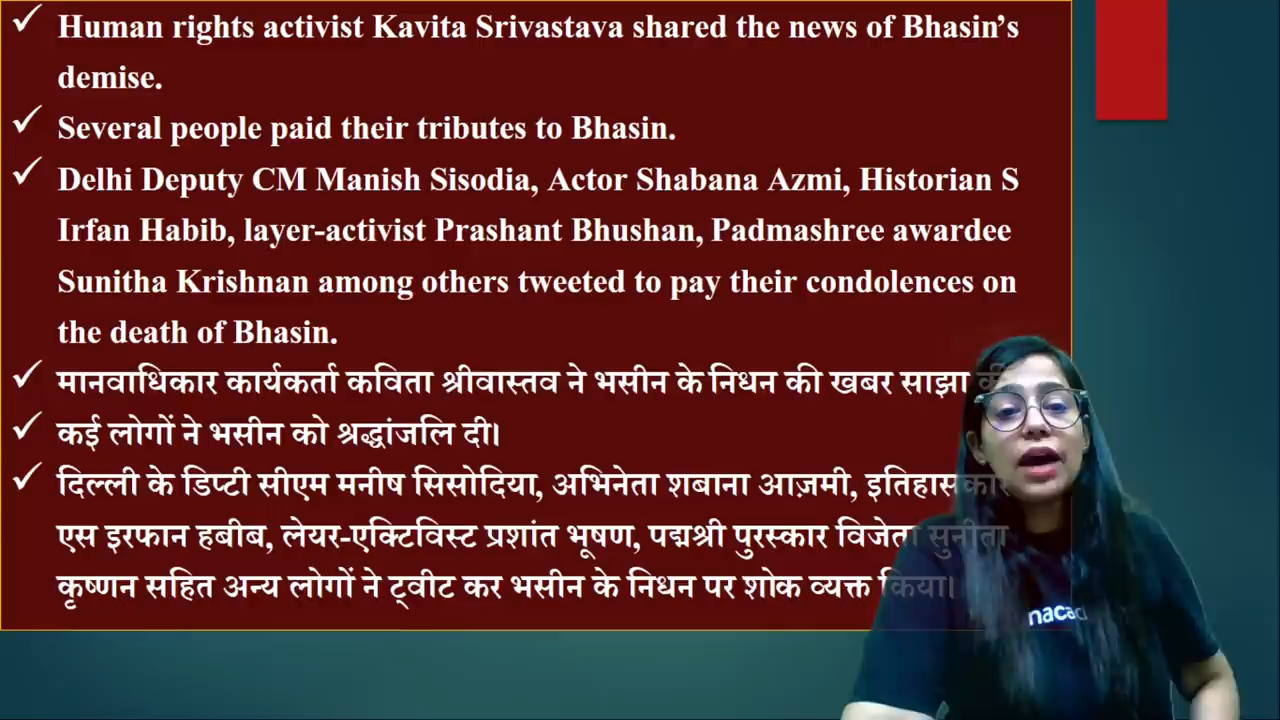 ✓ Human rights activist Kavita Srivastava shared the news of Bhasin’s
demise.
✓ Several people paid their tributes to Bhasin.
✓ Delhi Deputy CM Manish Sisodia, Actor Shabana Azmi, Historian S
Irfan Habib, layer-activist Prashant Bhushan, Padmashree awardee
Sunitha Krishnan among others tweeted to pay their condolences on
the death of Bhasin.
✓ मानवाधिकार कार्यकर्ता कविता श्रीवास्तव ने भसीन के निधन की खबर साझा की
✓ कई लोगों ने भसीन को श्रद्धांजलि दी।
✓ दिल्ली के डिप्टी सीएम मनीष सिसोदिया, अभिनेता शबाना आज़मी, इतिहासकार
एस इरफान हबीब, लेयर-एक्टिविस्ट प्रशांत भूषण, पद्मश्री पुरस्कार विजेता सुनीता
कृष्णन सहित अन्य लोगों ने ट्वीट कर भसीन के निधन पर शोक व्यक्त किया।
nacad